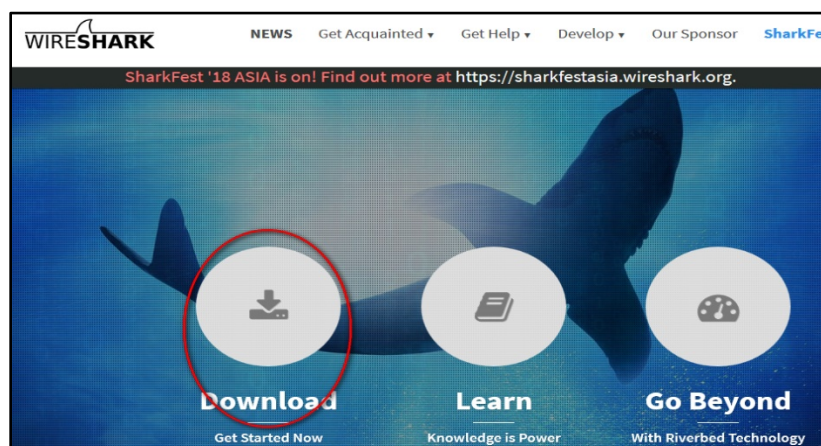 WIRESHARK
NEWS Get Acquainted ▾ Get Help ▾ Develop ▾ Our Sponsor SharkFe
SharkFest '18 ASIA is on! Find out more at https://sharkfestasia.wireshark.org.
Download Learn Go Beyond
Get Started Now Knowledge is Power With Riverbed Technology